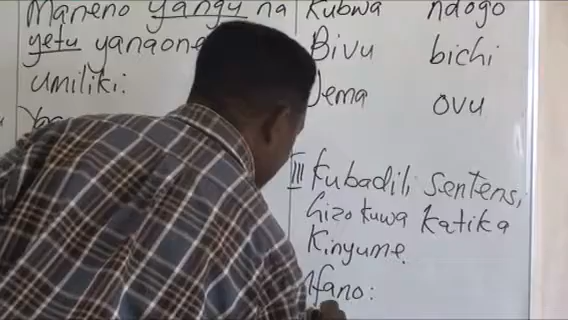 Maneno yangu na
yetu yanaone
umiliki:
Kubwa ndogo
Bivu bichi
Jema ovu
III Kubadili sentensi
hizo kuwa katika
Kinyume.
Mfano: